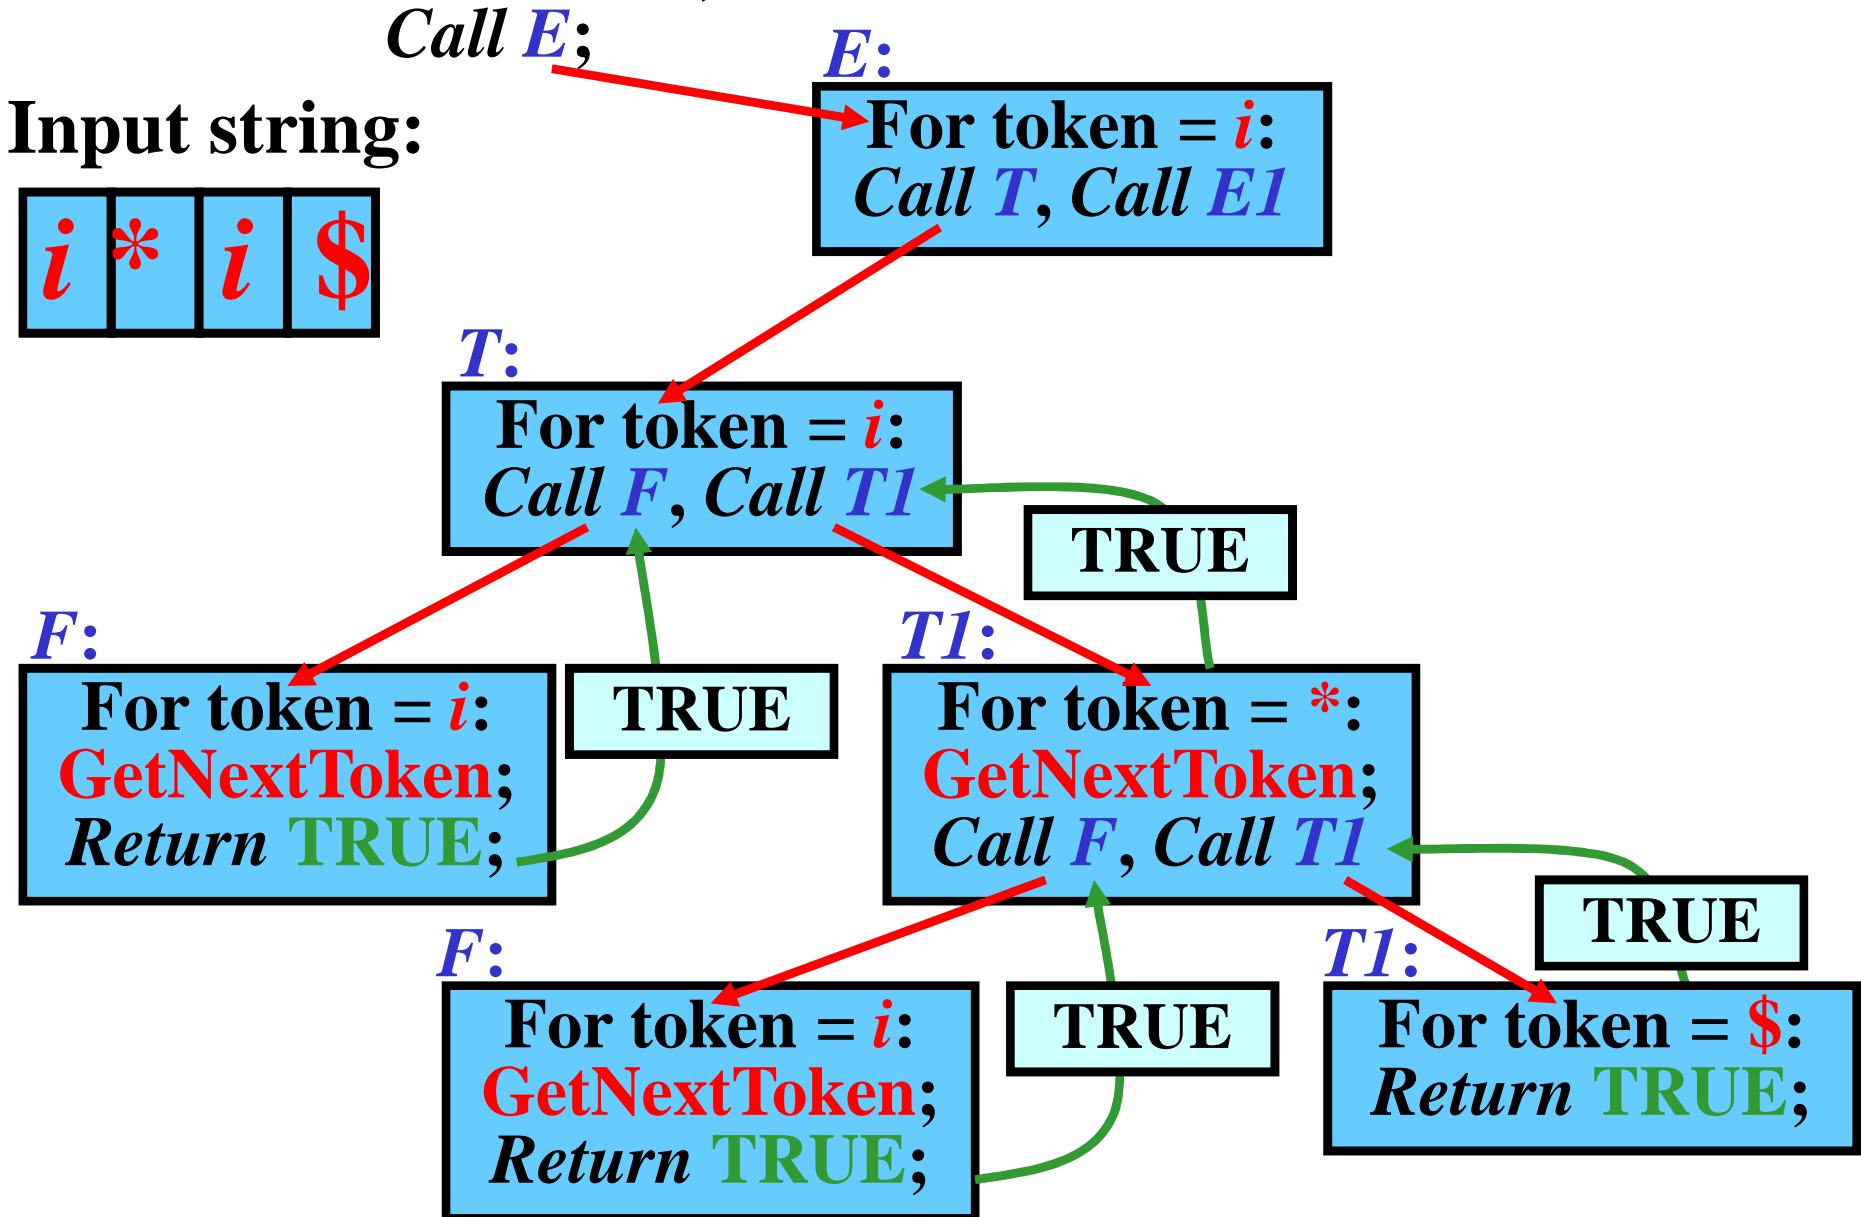 Call E;
E:
For token = i:
Call T, Call E1
Input string:
i * i $
T:
For token = i:
Call F, Call T1
TRUE
F:
For token = i:
GetNextToken;
Return TRUE;
TRUE
T1:
For token = *:
GetNextToken;
Call F, Call T1
TRUE
F:
For token = i:
GetNextToken;
Return TRUE;
TRUE
T1:
For token = $:
Return TRUE;